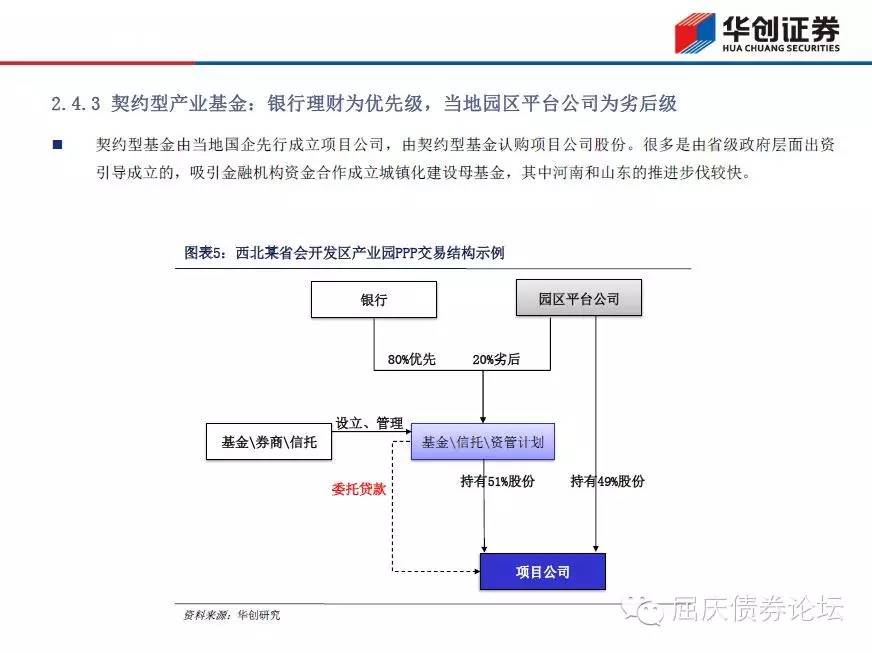 华创证券
HUA CHUANG SECURITIES
2.4.3 契约型产业基金：银行理财为优先级，当地园区平台公司为劣后级
契约型基金由当地国企先行成立项目公司，由契约型基金认购项目公司股份。很多是由省级政府层面出资
引导成立的，吸引金融机构资金合作成立城镇化建设母基金，其中河南和山东的推进步伐较快。
图表5：西北某省会开发区产业园PPP交易结构示例
银行
园区平台公司
80%优先
20%劣后
设立、管理
基金\券商\信托
基金\信托\资管计划
持有51%股份
持有49%股份
委托贷款
项目公司
资料来源：华创研究
屈庆债券论坛